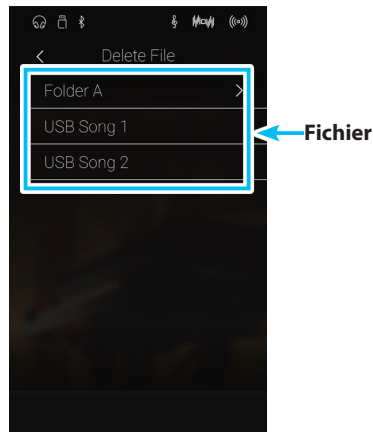 Delete File
Folder A
USB Song 1
Fichier
USB Song 2